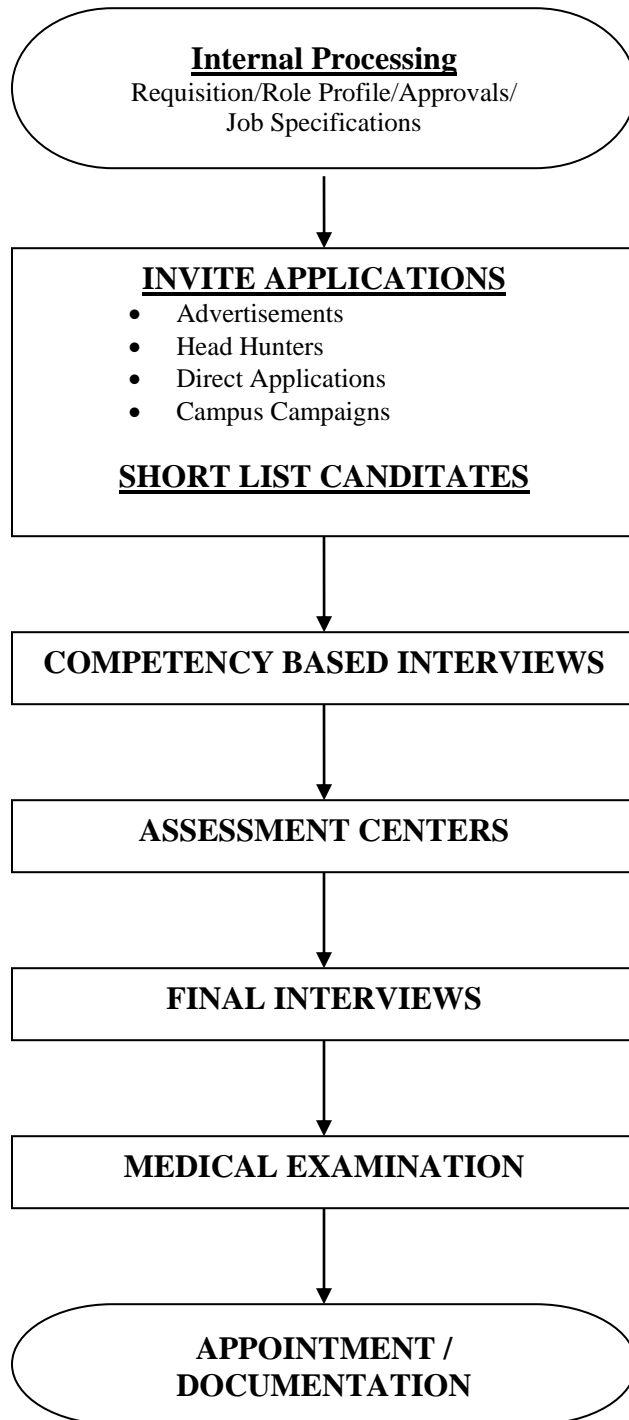 Internal Processing
Requisition/Role Profile/Approvals/
Job Specifications
INVITE APPLICATIONS
• Advertisements
• Head Hunters
• Direct Applications
• Campus Campaigns
SHORT LIST CANDITATES
COMPETENCY BASED INTERVIEWS
ASSESSMENT CENTERS
FINAL INTERVIEWS
MEDICAL EXAMINATION
APPOINTMENT /
DOCUMENTATION